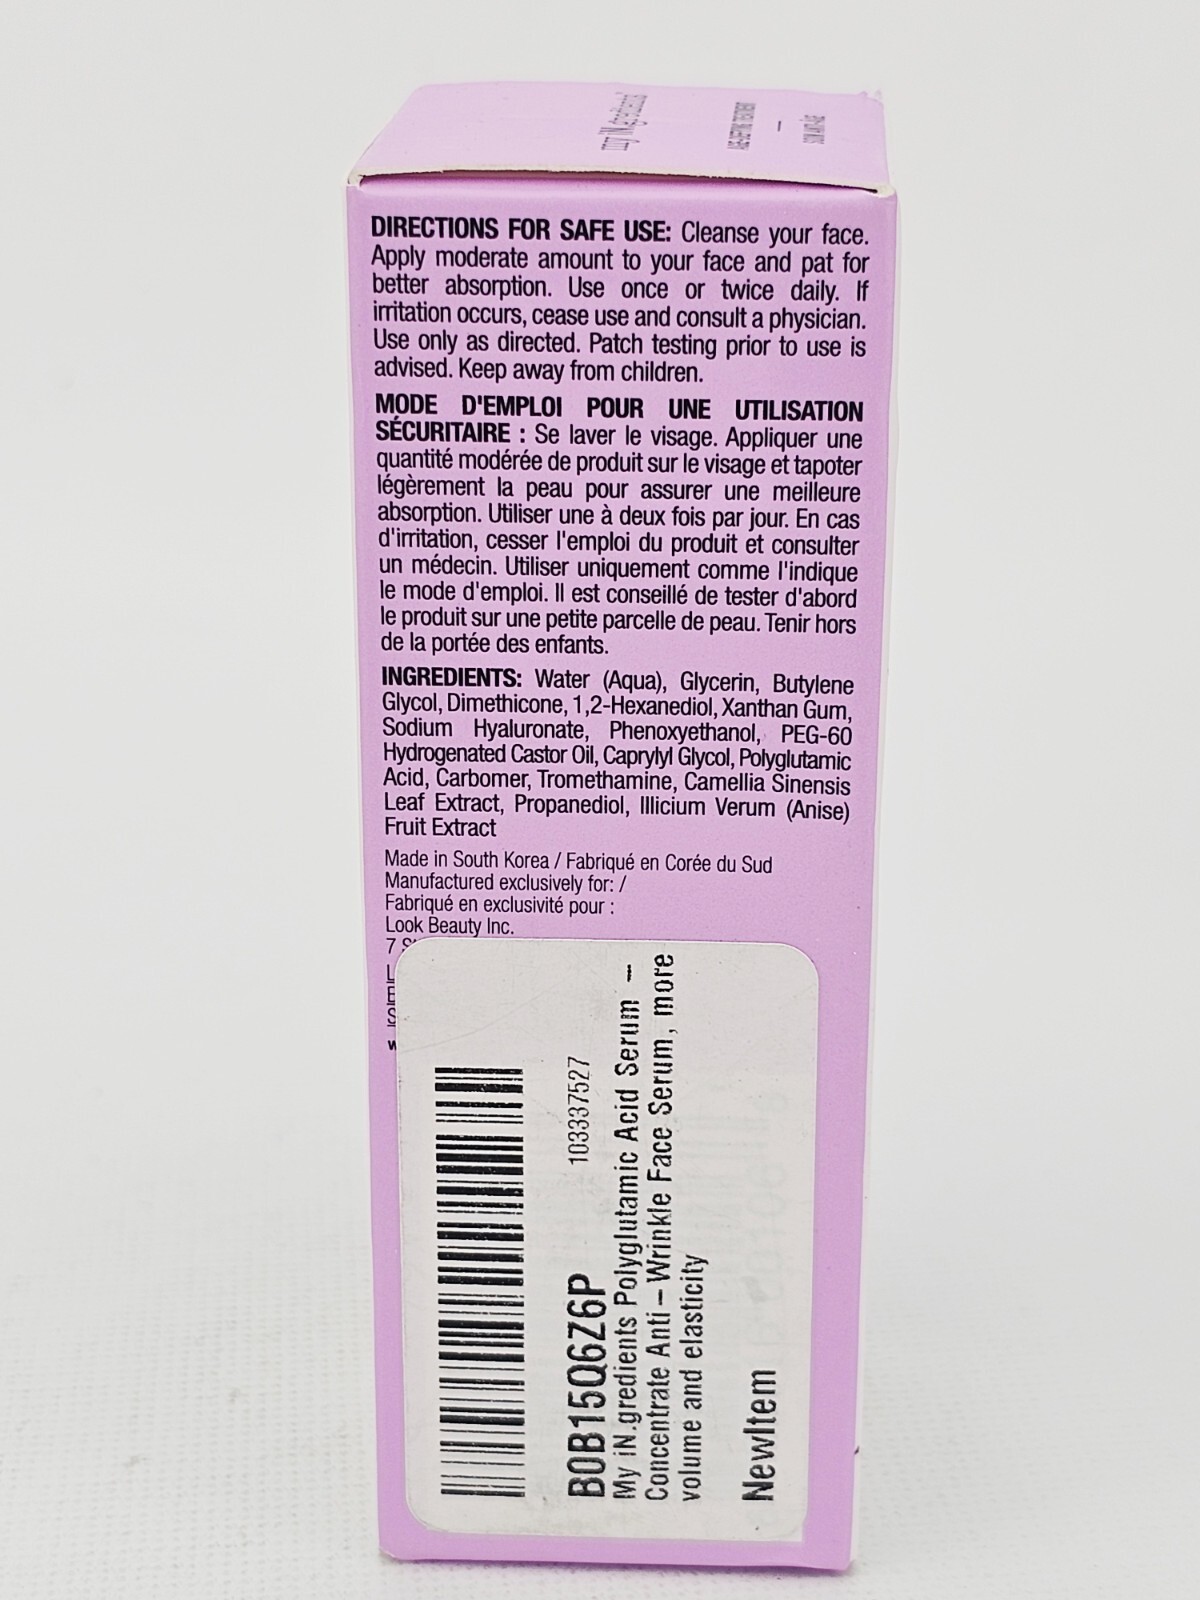 my iN.gredients
AGE-DEFYING TREATMENT
—
SOIN ANTI-ÂGE
DIRECTIONS FOR SAFE USE: Cleanse your face.
Apply moderate amount to your face and pat for
better absorption. Use once or twice daily. If
irritation occurs, cease use and consult a physician.
Use only as directed. Patch testing prior to use is
advised. Keep away from children.
MODE D'EMPLOI POUR UNE UTILISATION
SÉCURITAIRE : Se laver le visage. Appliquer une
quantité modérée de produit sur le visage et tapoter
légèrement la peau pour assurer une meilleure
absorption. Utiliser une à deux fois par jour. En cas
d'irritation, cesser l'emploi du produit et consulter
un médecin. Utiliser uniquement comme l'indique
le mode d'emploi. Il est conseillé de tester d'abord
le produit sur une petite parcelle de peau. Tenir hors
de la portée des enfants.
INGREDIENTS: Water (Aqua), Glycerin, Butylene
Glycol, Dimethicone, 1,2-Hexanediol, Xanthan Gum,
Sodium Hyaluronate, Phenoxyethanol, PEG-60
Hydrogenated Castor Oil, Caprylyl Glycol, Polyglutamic
Acid, Carbomer, Tromethamine, Camellia Sinensis
Leaf Extract, Propanediol, Illicium Verum (Anise)
Fruit Extract
Made in South Korea / Fabriqué en Corée du Sud
Manufactured exclusively for: /
Fabriqué en exclusivité pour :
Look Beauty Inc.
7
B0B15Q6Z6P 103337527
My iN.gredients Polyglutamic Acid Serum –
Concentrate Anti – Wrinkle Face Serum, more
volume and elasticity
NewItem